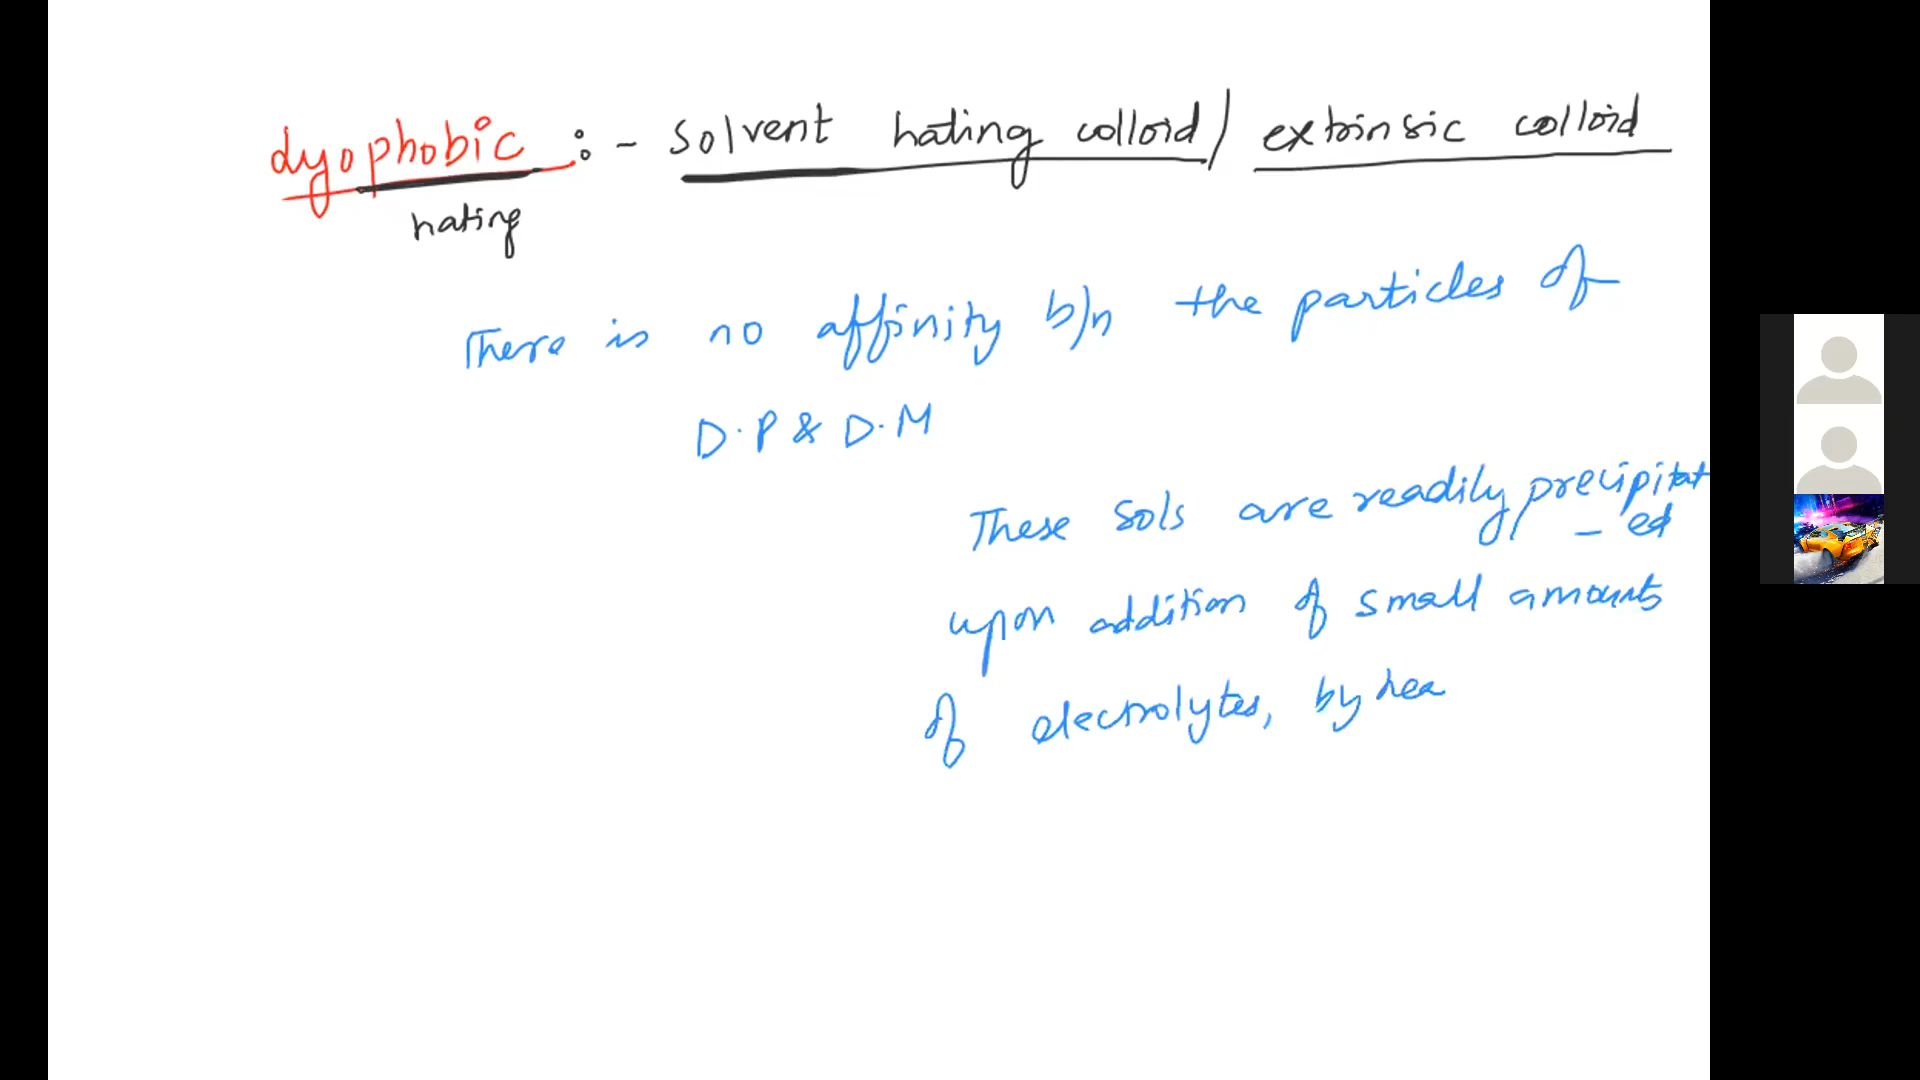 lyophobic :- solvent hating colloid / extrinsic colloid
hating
There is no affinity b/n the particles of
D.P & D.M
These sols are readily precipitat
- ed
upon addition of small amounts
of electrolytes, by hea